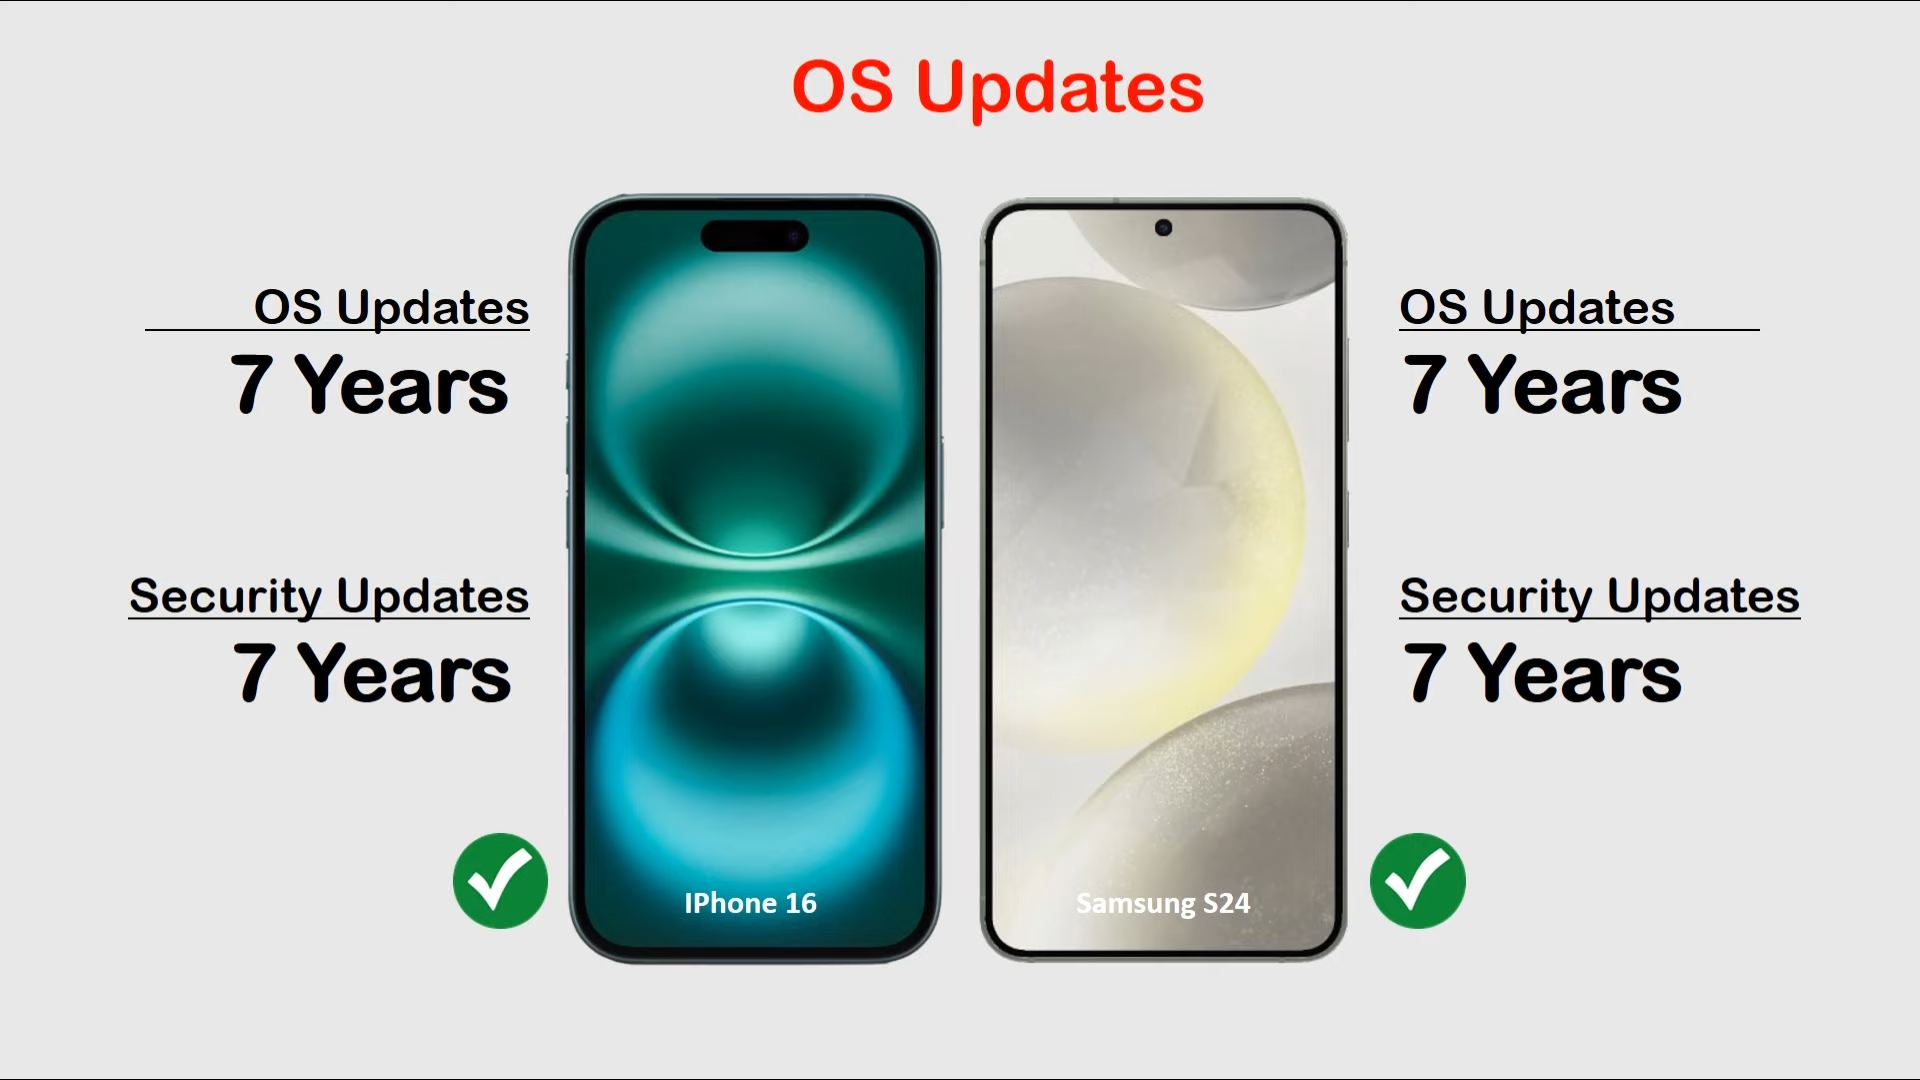 OS Updates
OS Updates
7 Years
Security Updates
7 Years
IPhone 16
OS Updates
7 Years
Security Updates
7 Years
Samsung S24